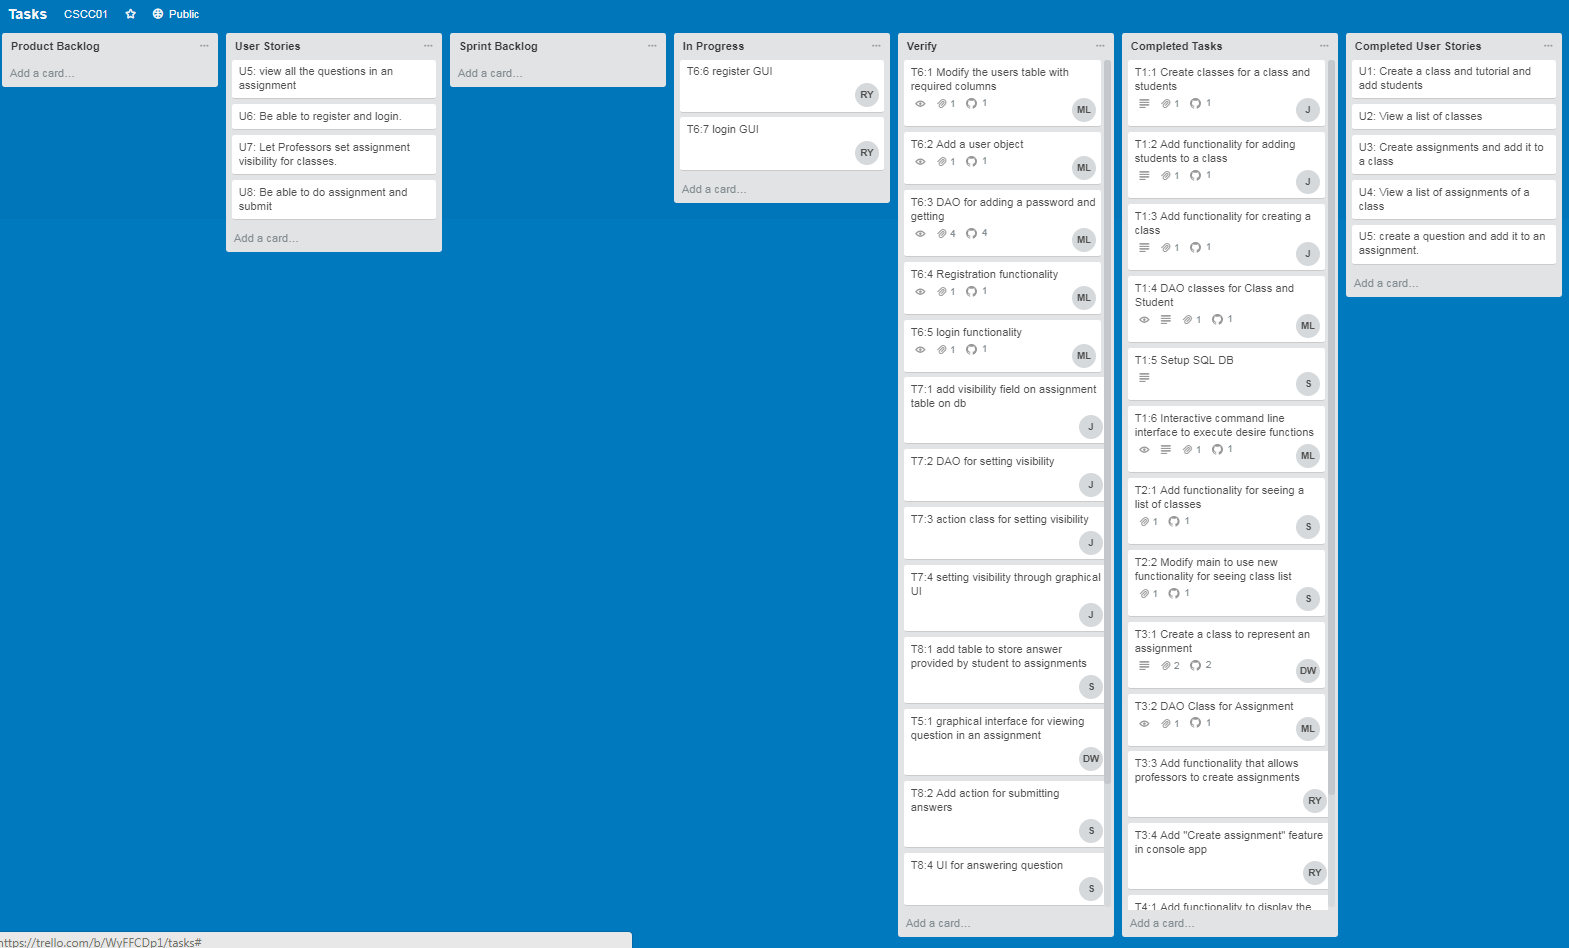 Tasks CSCC01 Public
Product Backlog
Add a card...
User Stories
U5: view all the questions in an
assignment
U6: Be able to register and login.
U7: Let Professors set assignment
visibility for classes.
U8: Be able to do assignment and
submit
Add a card...
Sprint Backlog
Add a card...
In Progress
T6:6 register GUI
RY
T6:7 login GUI
RY
Add a card...
Verify
T6:1 Modify the users table with
required columns
1 1
ML
T6:2 Add a user object
1 1
ML
T6:3 DAO for adding a password and
getting
4 4
ML
T6:4 Registration functionality
1 1
ML
T6:5 login functionality
1 1
ML
T7:1 add visibility field on assignment
table on db
J
T7:2 DAO for setting visibility
J
T7:3 action class for setting visibility
J
T7:4 setting visibility through graphical
UI
J
T8:1 add table to store answer
provided by student to assignments
S
T5:1 graphical interface for viewing
question in an assignment
DW
T8:2 Add action for submitting
answers
S
T8:4 UI for answering question
S
Add a card...
Completed Tasks
T1:1 Create classes for a class and
students
1 1
J
T1:2 Add functionality for adding
students to a class
1 1
J
T1:3 Add functionality for creating a
class
1 1
J
T1:4 DAO classes for Class and
Student
1 1
ML
T1:5 Setup SQL DB
S
T1:6 Interactive command line
interface to execute desire functions
1 1
ML
T2:1 Add functionality for seeing a
list of classes
1 1
S
T2:2 Modify main to use new
functionality for seeing class list
1 1
S
T3:1 Create a class to represent an
assignment
2 2
DW
T3:2 DAO Class for Assignment
1 1
ML
T3:3 Add functionality that allows
professors to create assignments
RY
T3:4 Add "Create assignment" feature
in console app
RY
T4:1 Add functionality to display the
Add a card...
Completed User Stories
U1: Create a class and tutorial and
add students
U2: View a list of classes
U3: Create assignments and add it to
a class
U4: View a list of assignments of a
class
U5: create a question and add it to an
assignment.
Add a card...
https://trello.com/b/WyFFCDp1/tasks#